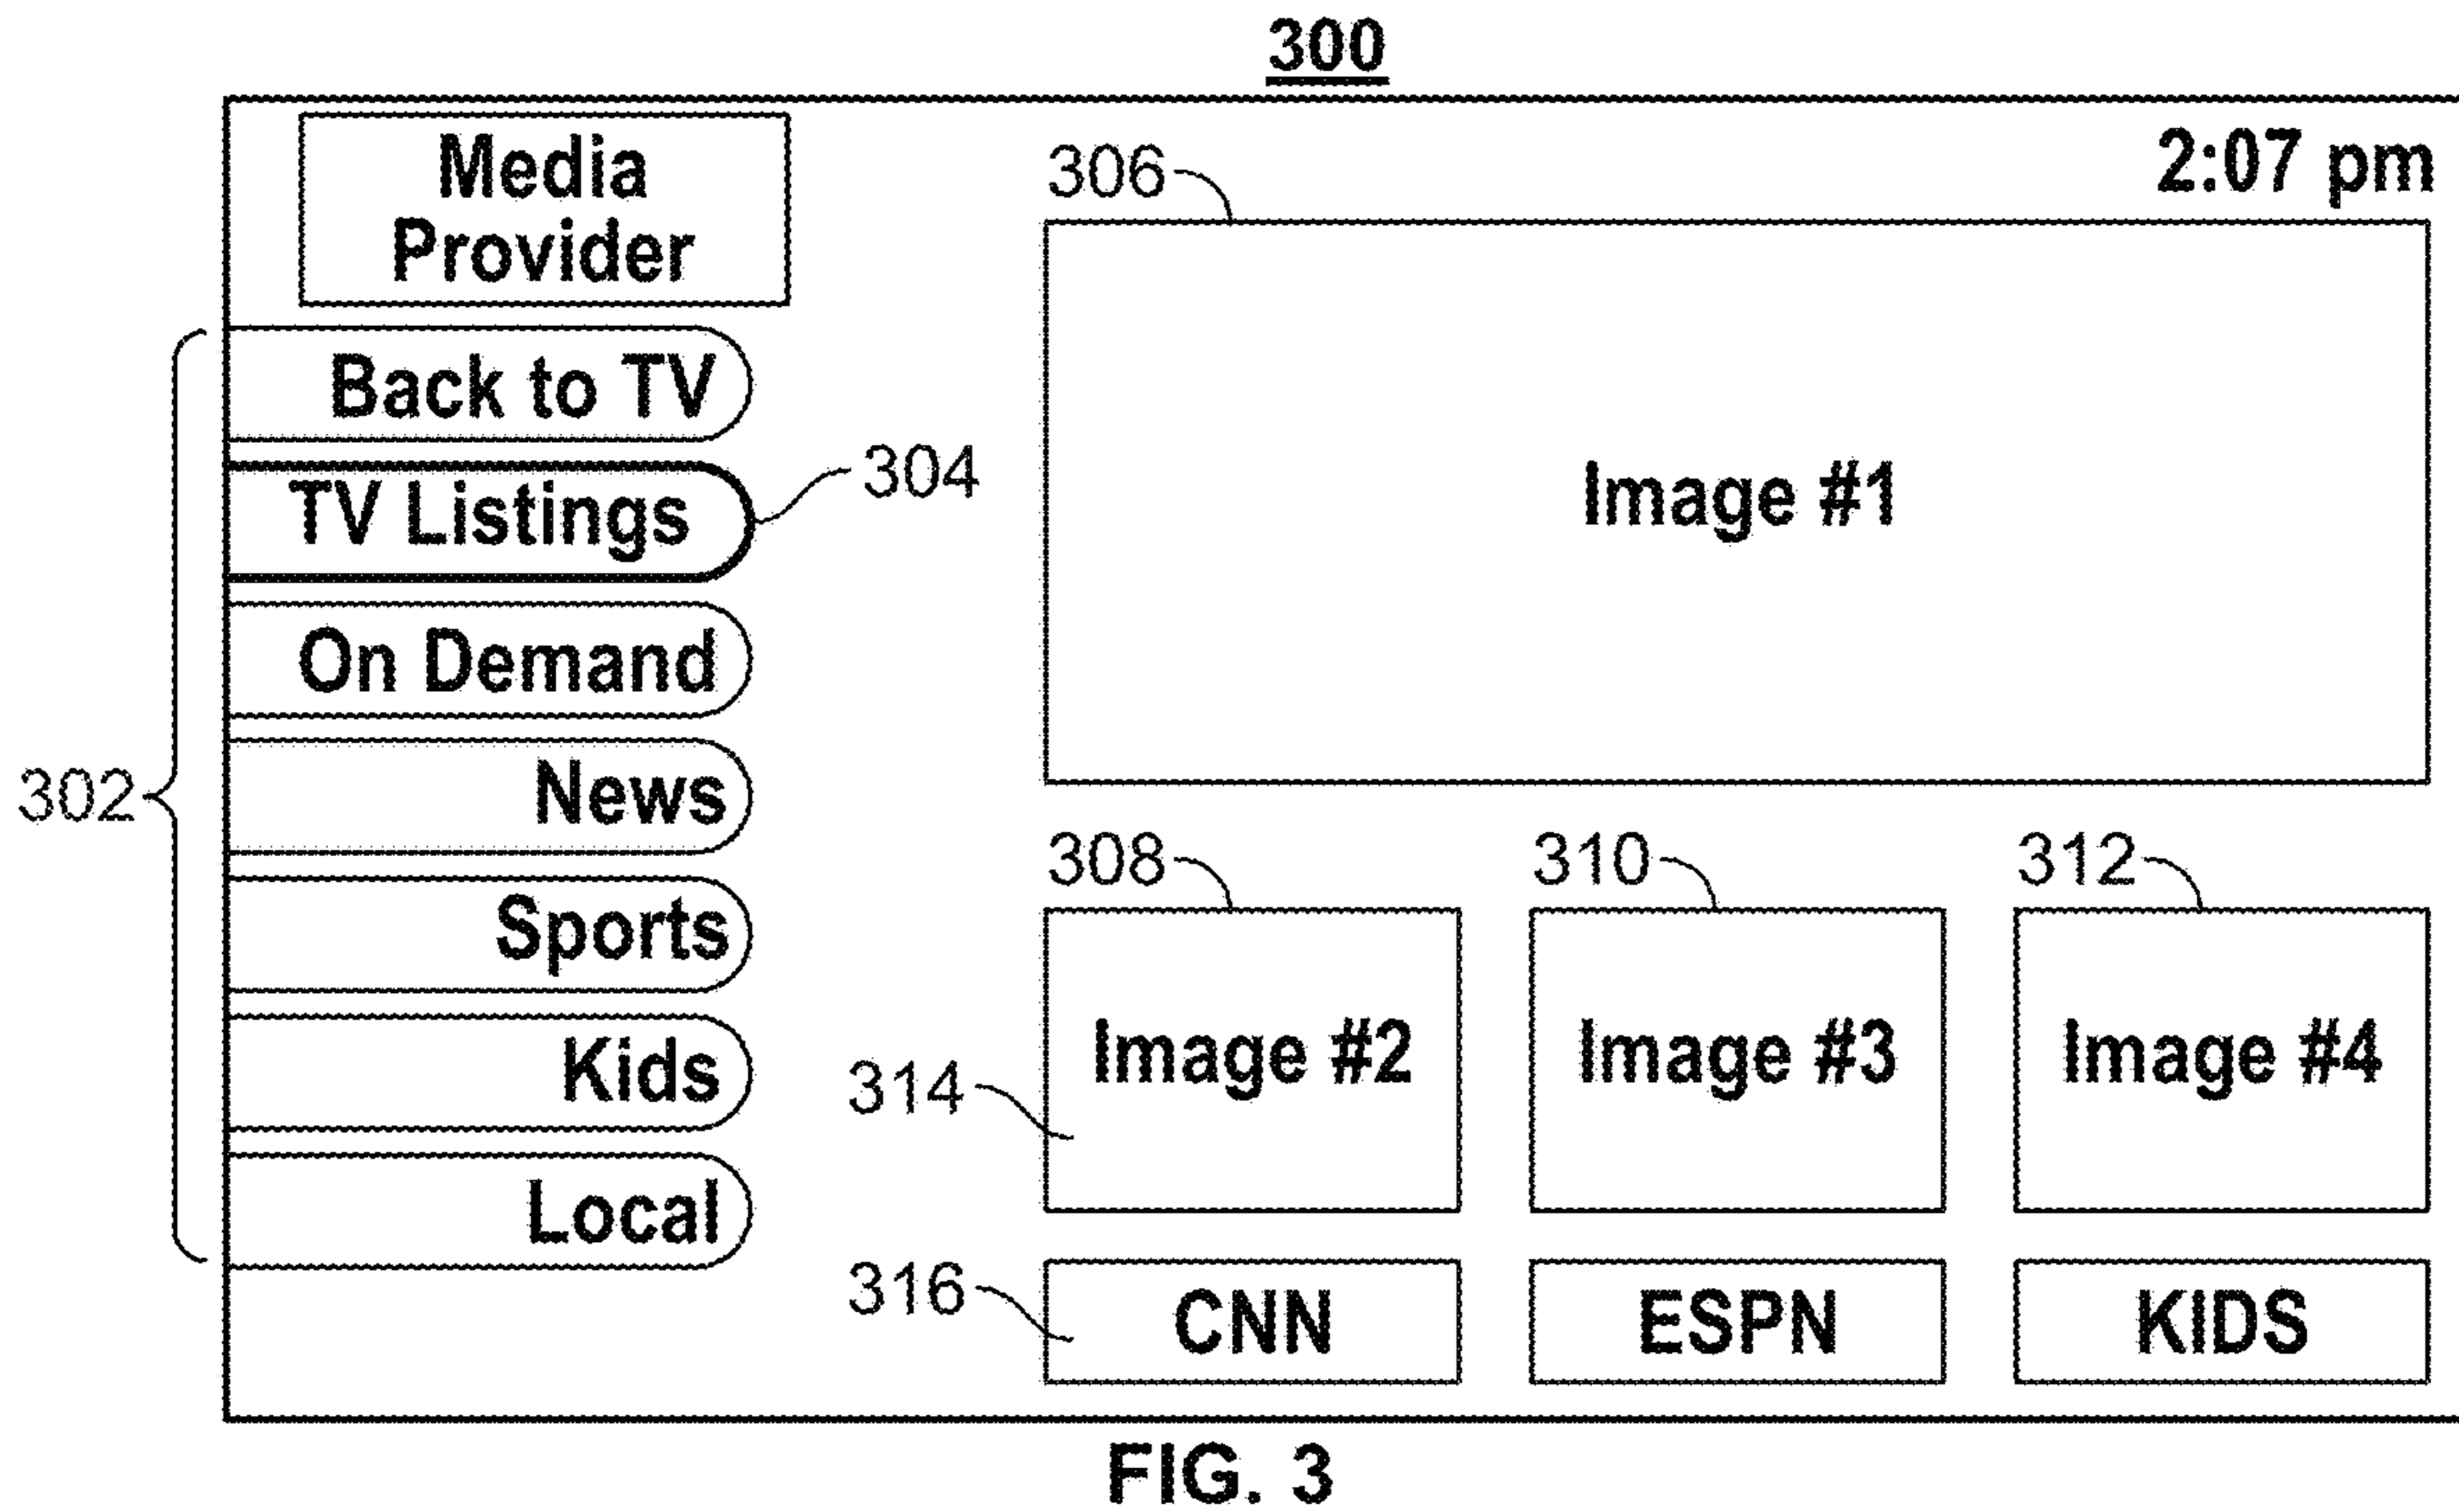 300
Media
Provider
2:07 pm
306
Back to TV
TV Listings
304
On Demand
News
302
Sports
Kids
Local
Image #1
308
310
312
Image #2
Image #3
Image #4
314
316
CNN
ESPN
KIDS
FIG. 3